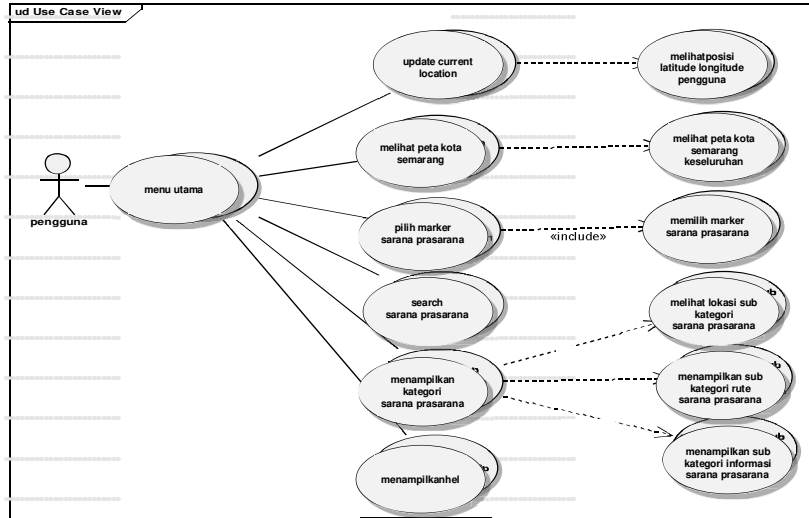 ud Use Case View
update current
location
melihatposisi
latitude longitude
pengguna
melihat peta kota
semarang
melihat peta kota
semarang
keseluruhan
menu utama
pengguna
pilih marker
sarana prasarana
«include»
memilih marker
sarana prasarana
search
sarana prasarana
melihat lokasi sub
kategori
sarana prasarana
menampilkan
kategori
sarana prasarana
menampilkan sub
kategori rute
sarana prasarana
menampilkanhel
menampilkan sub
kategori informasi
sarana prasarana